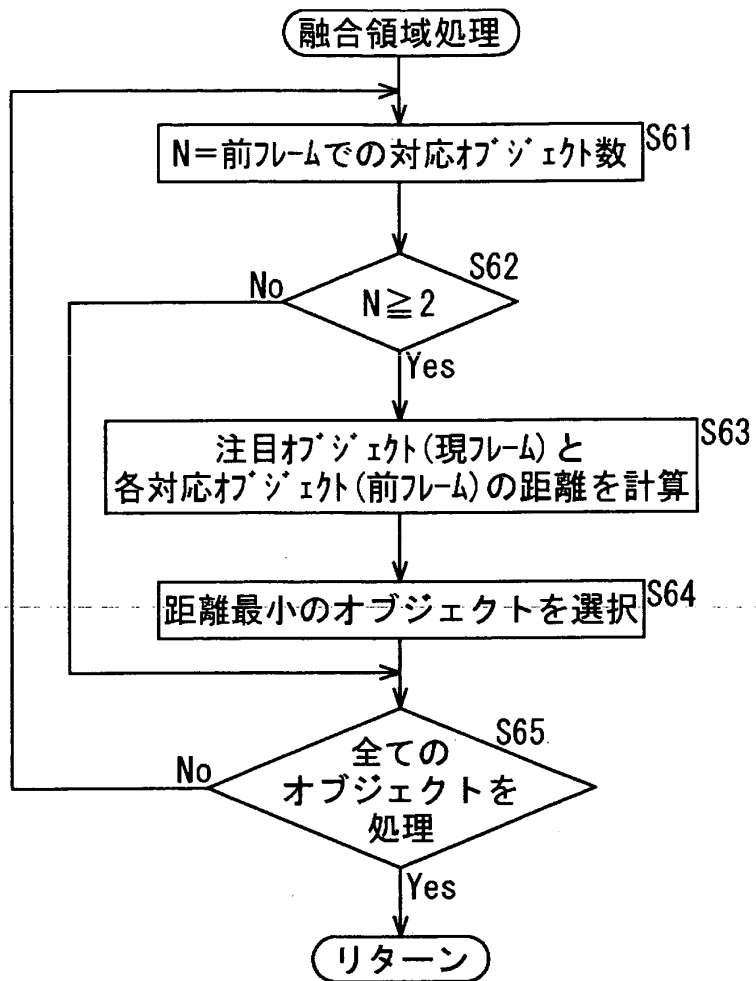 融合領域処理
N=前フレームでの対応オブジェクト数
S61
S62
N≧2
No
Yes
S63
注目オブジェクト(現フレーム)と
各対応オブジェクト(前フレーム)の距離を計算
S64
距離最小のオブジェクトを選択
S65
全ての
オブジェクトを
処理
No
Yes
リターン